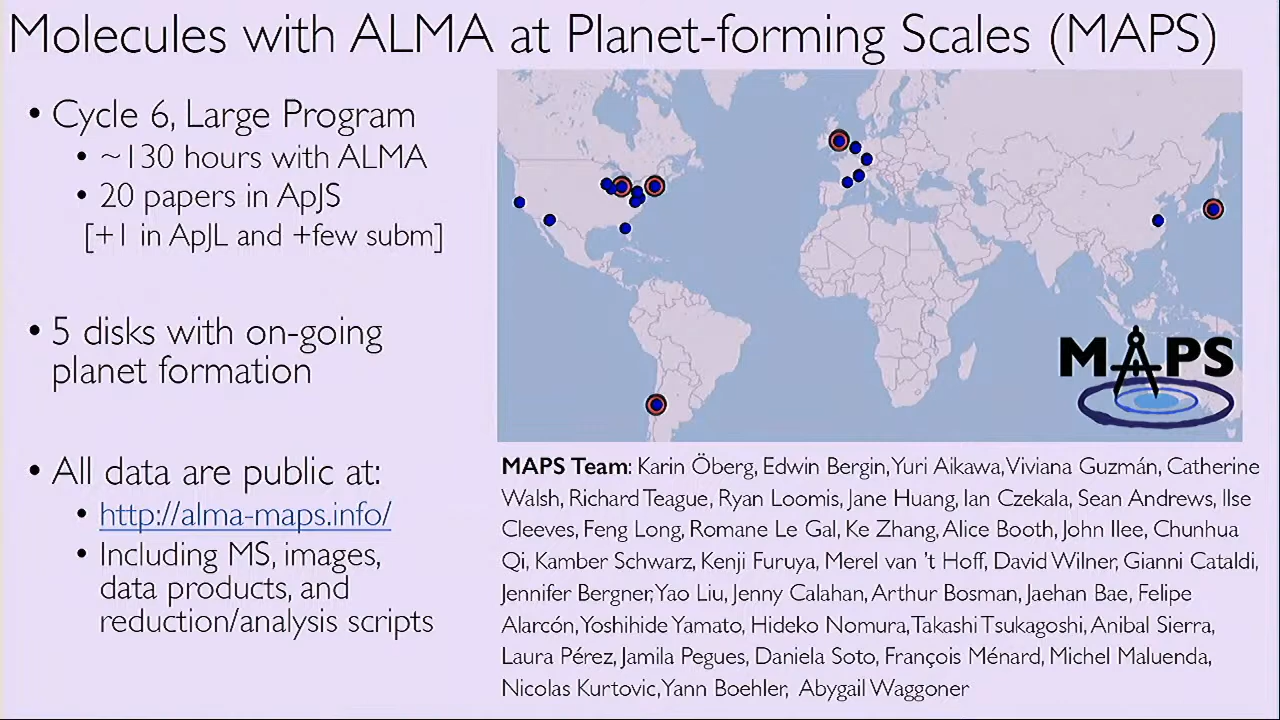 Molecules with ALMA at Planet-forming Scales (MAPS)
• Cycle 6, Large Program
• ~130 hours with ALMA
• 20 papers in ApJS
[+1 in ApJL and +few subm]
• 5 disks with on-going
planet formation
• All data are public at:
• http://alma-maps.info/
• Including MS, images,
data products, and
reduction/analysis scripts
MAPS
MAPS Team: Karin Öberg, Edwin Bergin, Yuri Aikawa, Viviana Guzmán, Catherine
Walsh, Richard Teague, Ryan Loomis, Jane Huang, Ian Czekala, Sean Andrews, Ilse
Cleeves, Feng Long, Romane Le Gal, Ke Zhang, Alice Booth, John Ilee, Chunhua
Qi, Kamber Schwarz, Kenji Furuya, Merel van 't Hoff, David Wilner, Gianni Cataldi,
Jennifer Bergner, Yao Liu, Jenny Calahan, Arthur Bosman, Jaehan Bae, Felipe
Alarcón, Yoshihide Yamato, Hideko Nomura, Takashi Tsukagoshi, Anibal Sierra,
Laura Pérez, Jamila Pegues, Daniela Soto, François Ménard, Michel Maluenda,
Nicolas Kurtovic, Yann Boehler, Abygail Waggoner